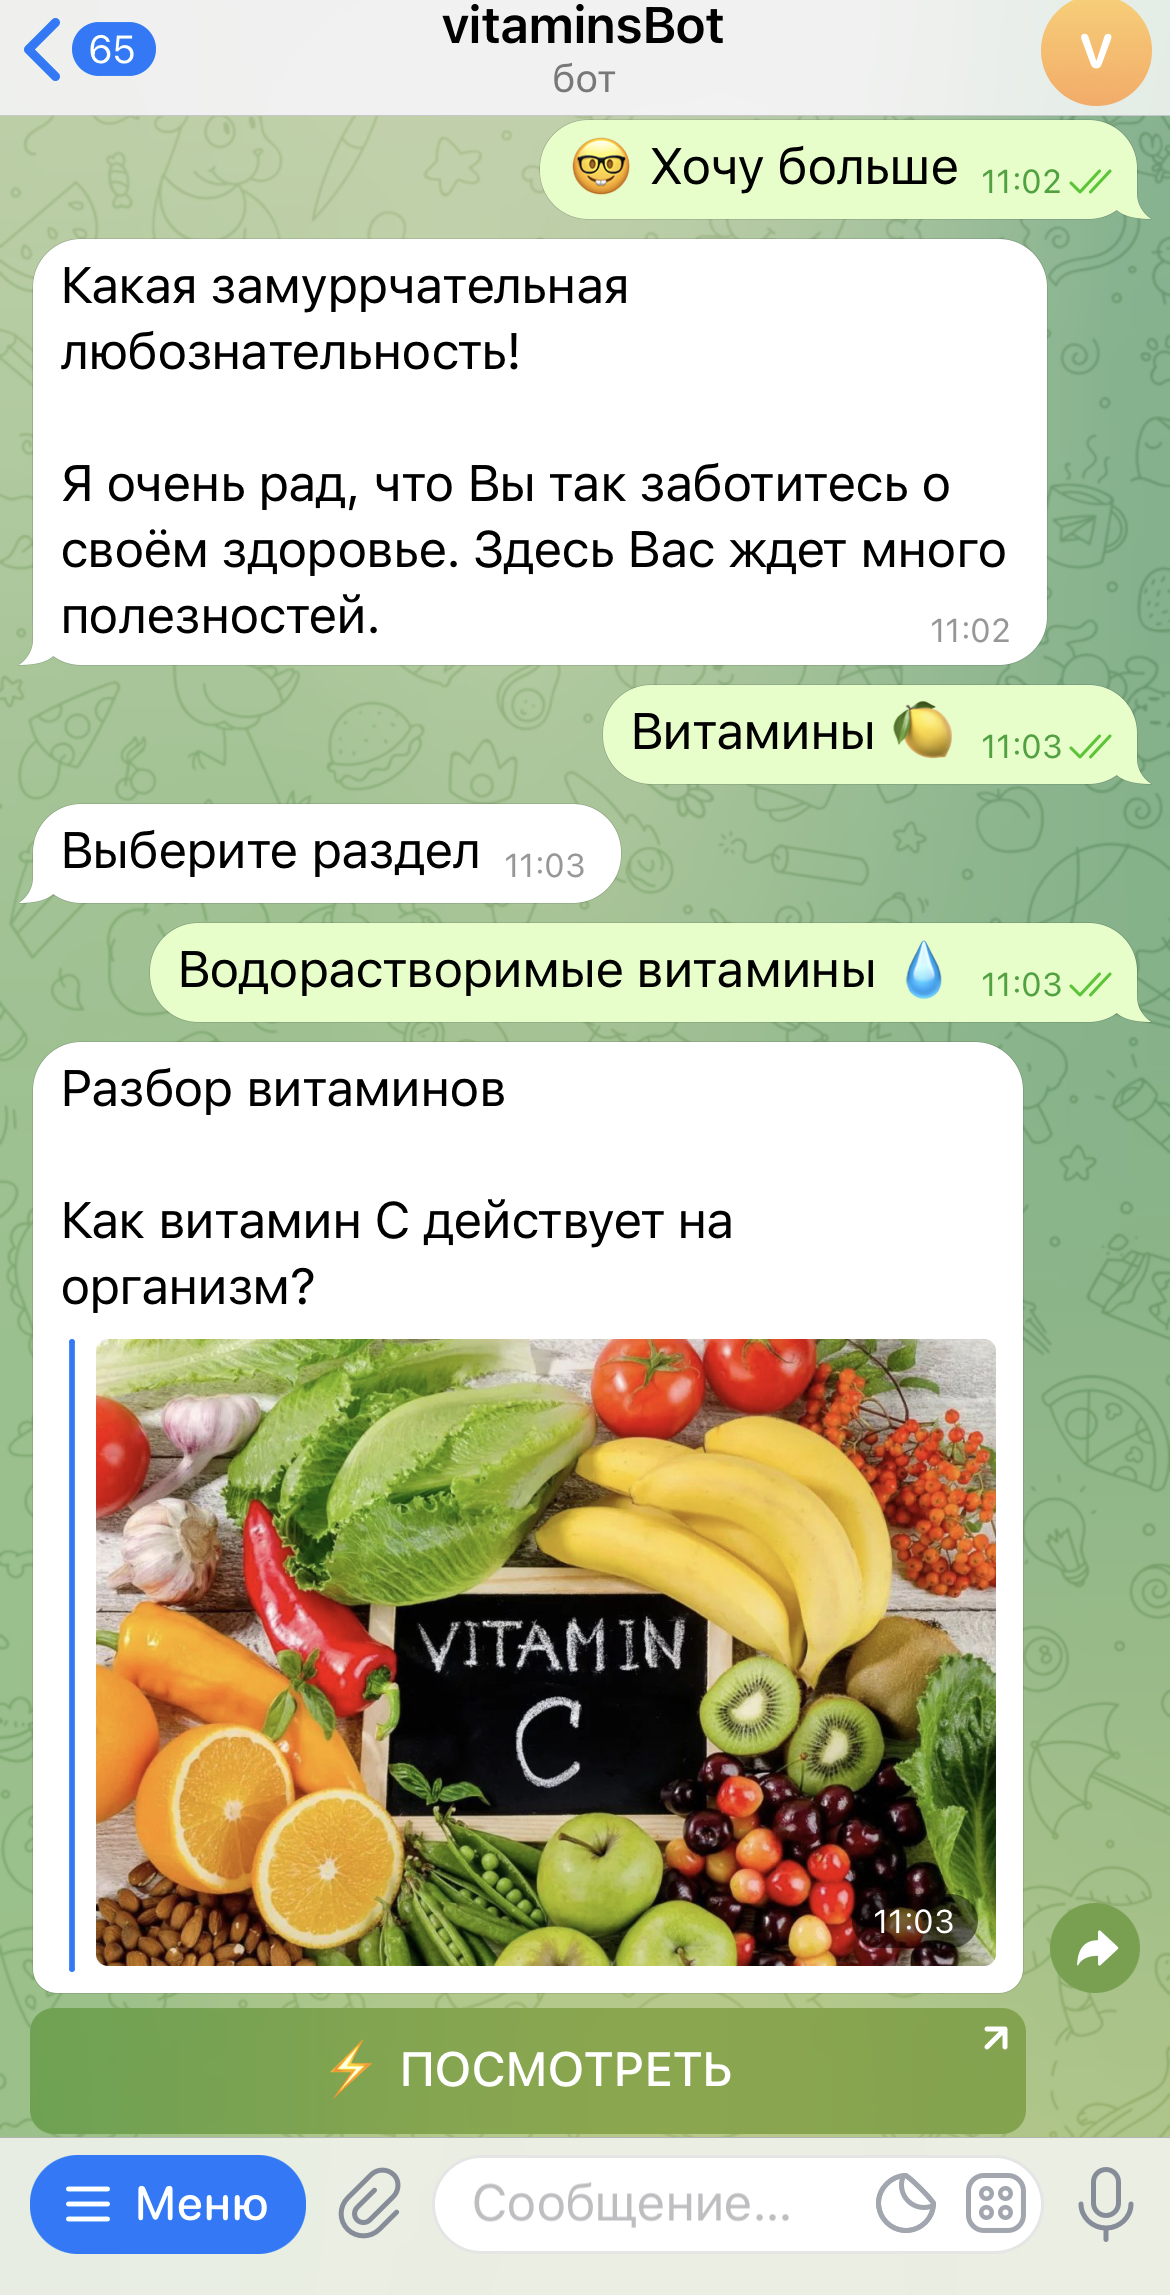 65
vitaminsBot
бот
V
🤓 Хочу больше 11:02
Какая замуррчательная
любознательность!
Я очень рад, что Вы так заботитесь о
своём здоровье. Здесь Вас ждет много
полезностей.
11:02
Витамины 🍋 11:03
Выберите раздел 11:03
Водорастворимые витамины 💧 11:03
Разбор витаминов
Как витамин С действует на
организм?
VITAMIN
C
11:03
⚡ ПОСМОТРЕТЬ
Меню
Сообщение...